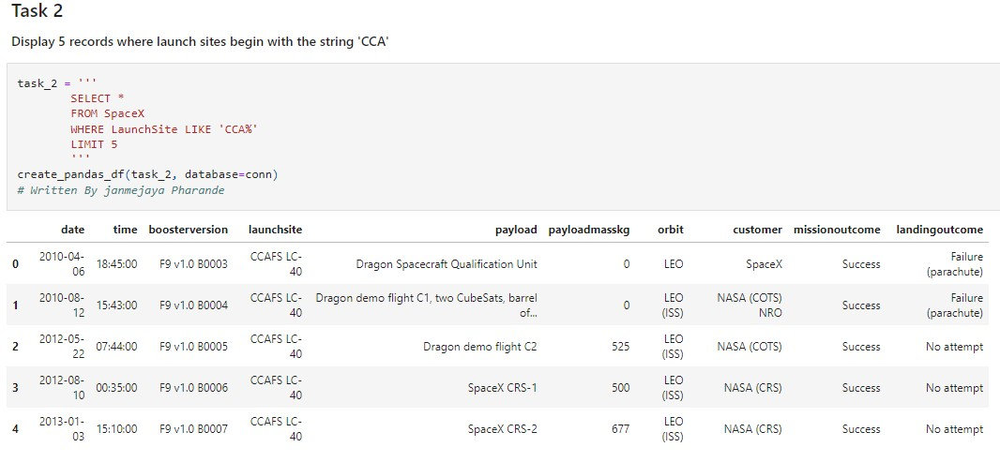 Task 2
Display 5 records where launch sites begin with the string 'CCA'
task_2 = '''
SELECT *
FROM SpaceX
WHERE LaunchSite LIKE 'CCA%'
LIMIT 5
'''
create_pandas_df(task_2, database=conn)
# Written By janmejaya Pharande
date time boosterversion launchsite payload payloadmasskg orbit customer missionoutcome landingoutcome
0 2010-04-06 18:45:00 F9 v1.0 B0003 CCAFS LC-40 Dragon Spacecraft Qualification Unit 0 LEO SpaceX Success Failure (parachute)
1 2010-08-12 15:43:00 F9 v1.0 B0004 CCAFS LC-40 Dragon demo flight C1, two CubeSats, barrel of... 0 LEO (ISS) NASA (COTS) NRO Success Failure (parachute)
2 2012-05-22 07:44:00 F9 v1.0 B0005 CCAFS LC-40 Dragon demo flight C2 525 LEO (ISS) NASA (COTS) Success No attempt
3 2012-08-10 00:35:00 F9 v1.0 B0006 CCAFS LC-40 SpaceX CRS-1 500 LEO (ISS) NASA (CRS) Success No attempt
4 2013-01-03 15:10:00 F9 v1.0 B0007 CCAFS LC-40 SpaceX CRS-2 677 LEO (ISS) NASA (CRS) Success No attempt